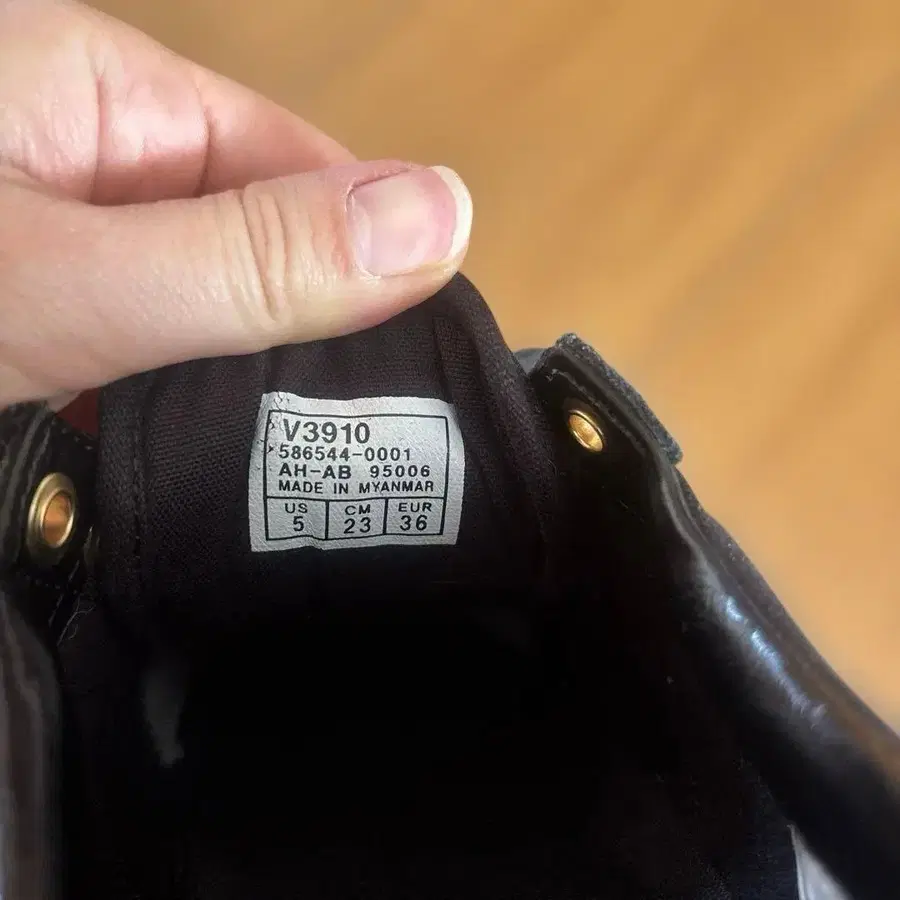 V3910
586544-0001
AH-AB 95006
MADE IN MYANMAR
US CM EUR
5 23 36